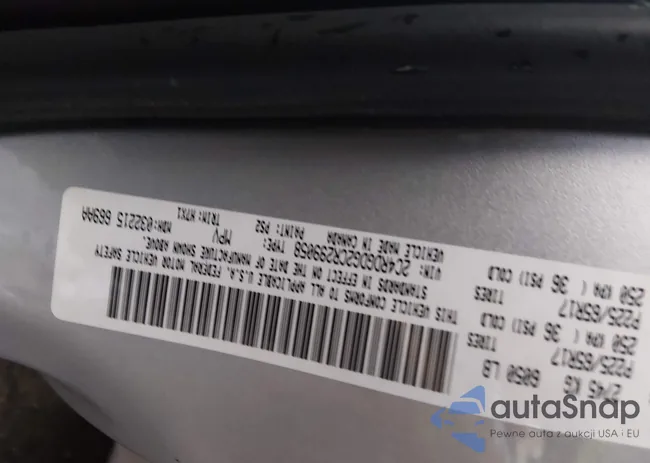 2745 KG 6050 LB
P225/65R17 TIRES
250 KPA ( 36 PSI) COLD
P225/65R17 TIRES
250 KPA ( 36 PSI) COLD
THIS VEHICLE CONFORMS TO ALL APPLICABLE U.S.A. FEDERAL MOTOR VEHICLE SAFETY
STANDARDS IN EFFECT ON THE DATE OF MANUFACTURE SHOWN ABOVE.
VIN: TYPE: MPV
VEHICLE MADE IN CANADA PAINT: PS2 TRIM: MDH:032215 669AA
autaSnap
Pewne auta z aukcji USA i EU